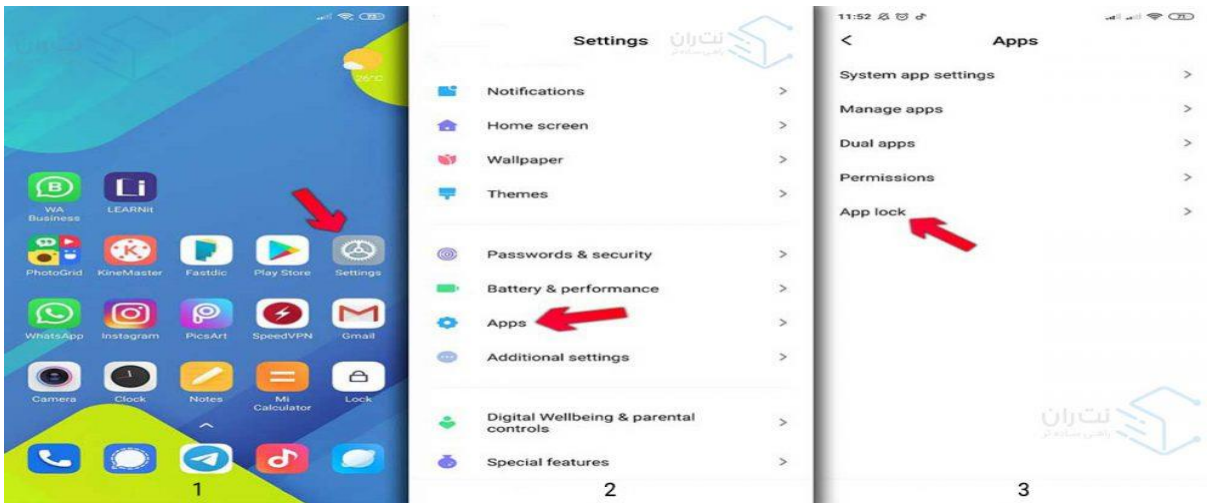 26°C
WA
Business
LEARNit
PhotoGrid
KineMaster
Fastdic
Play Store
Settings
WhatsApp
Instagram
PicsArt
SpeedVPN
Gmail
Camera
Clock
Notes
Mi
Calculator
Lock
1
Settings
نت‌ران
Notifications
Home screen
Wallpaper
Themes
Passwords & security
Battery & performance
Apps
Additional settings
Digital Wellbeing & parental
controls
Special features
2
11:52
نت‌ران
Apps
System app settings
Manage apps
Dual apps
Permissions
App lock
نت‌ران
3